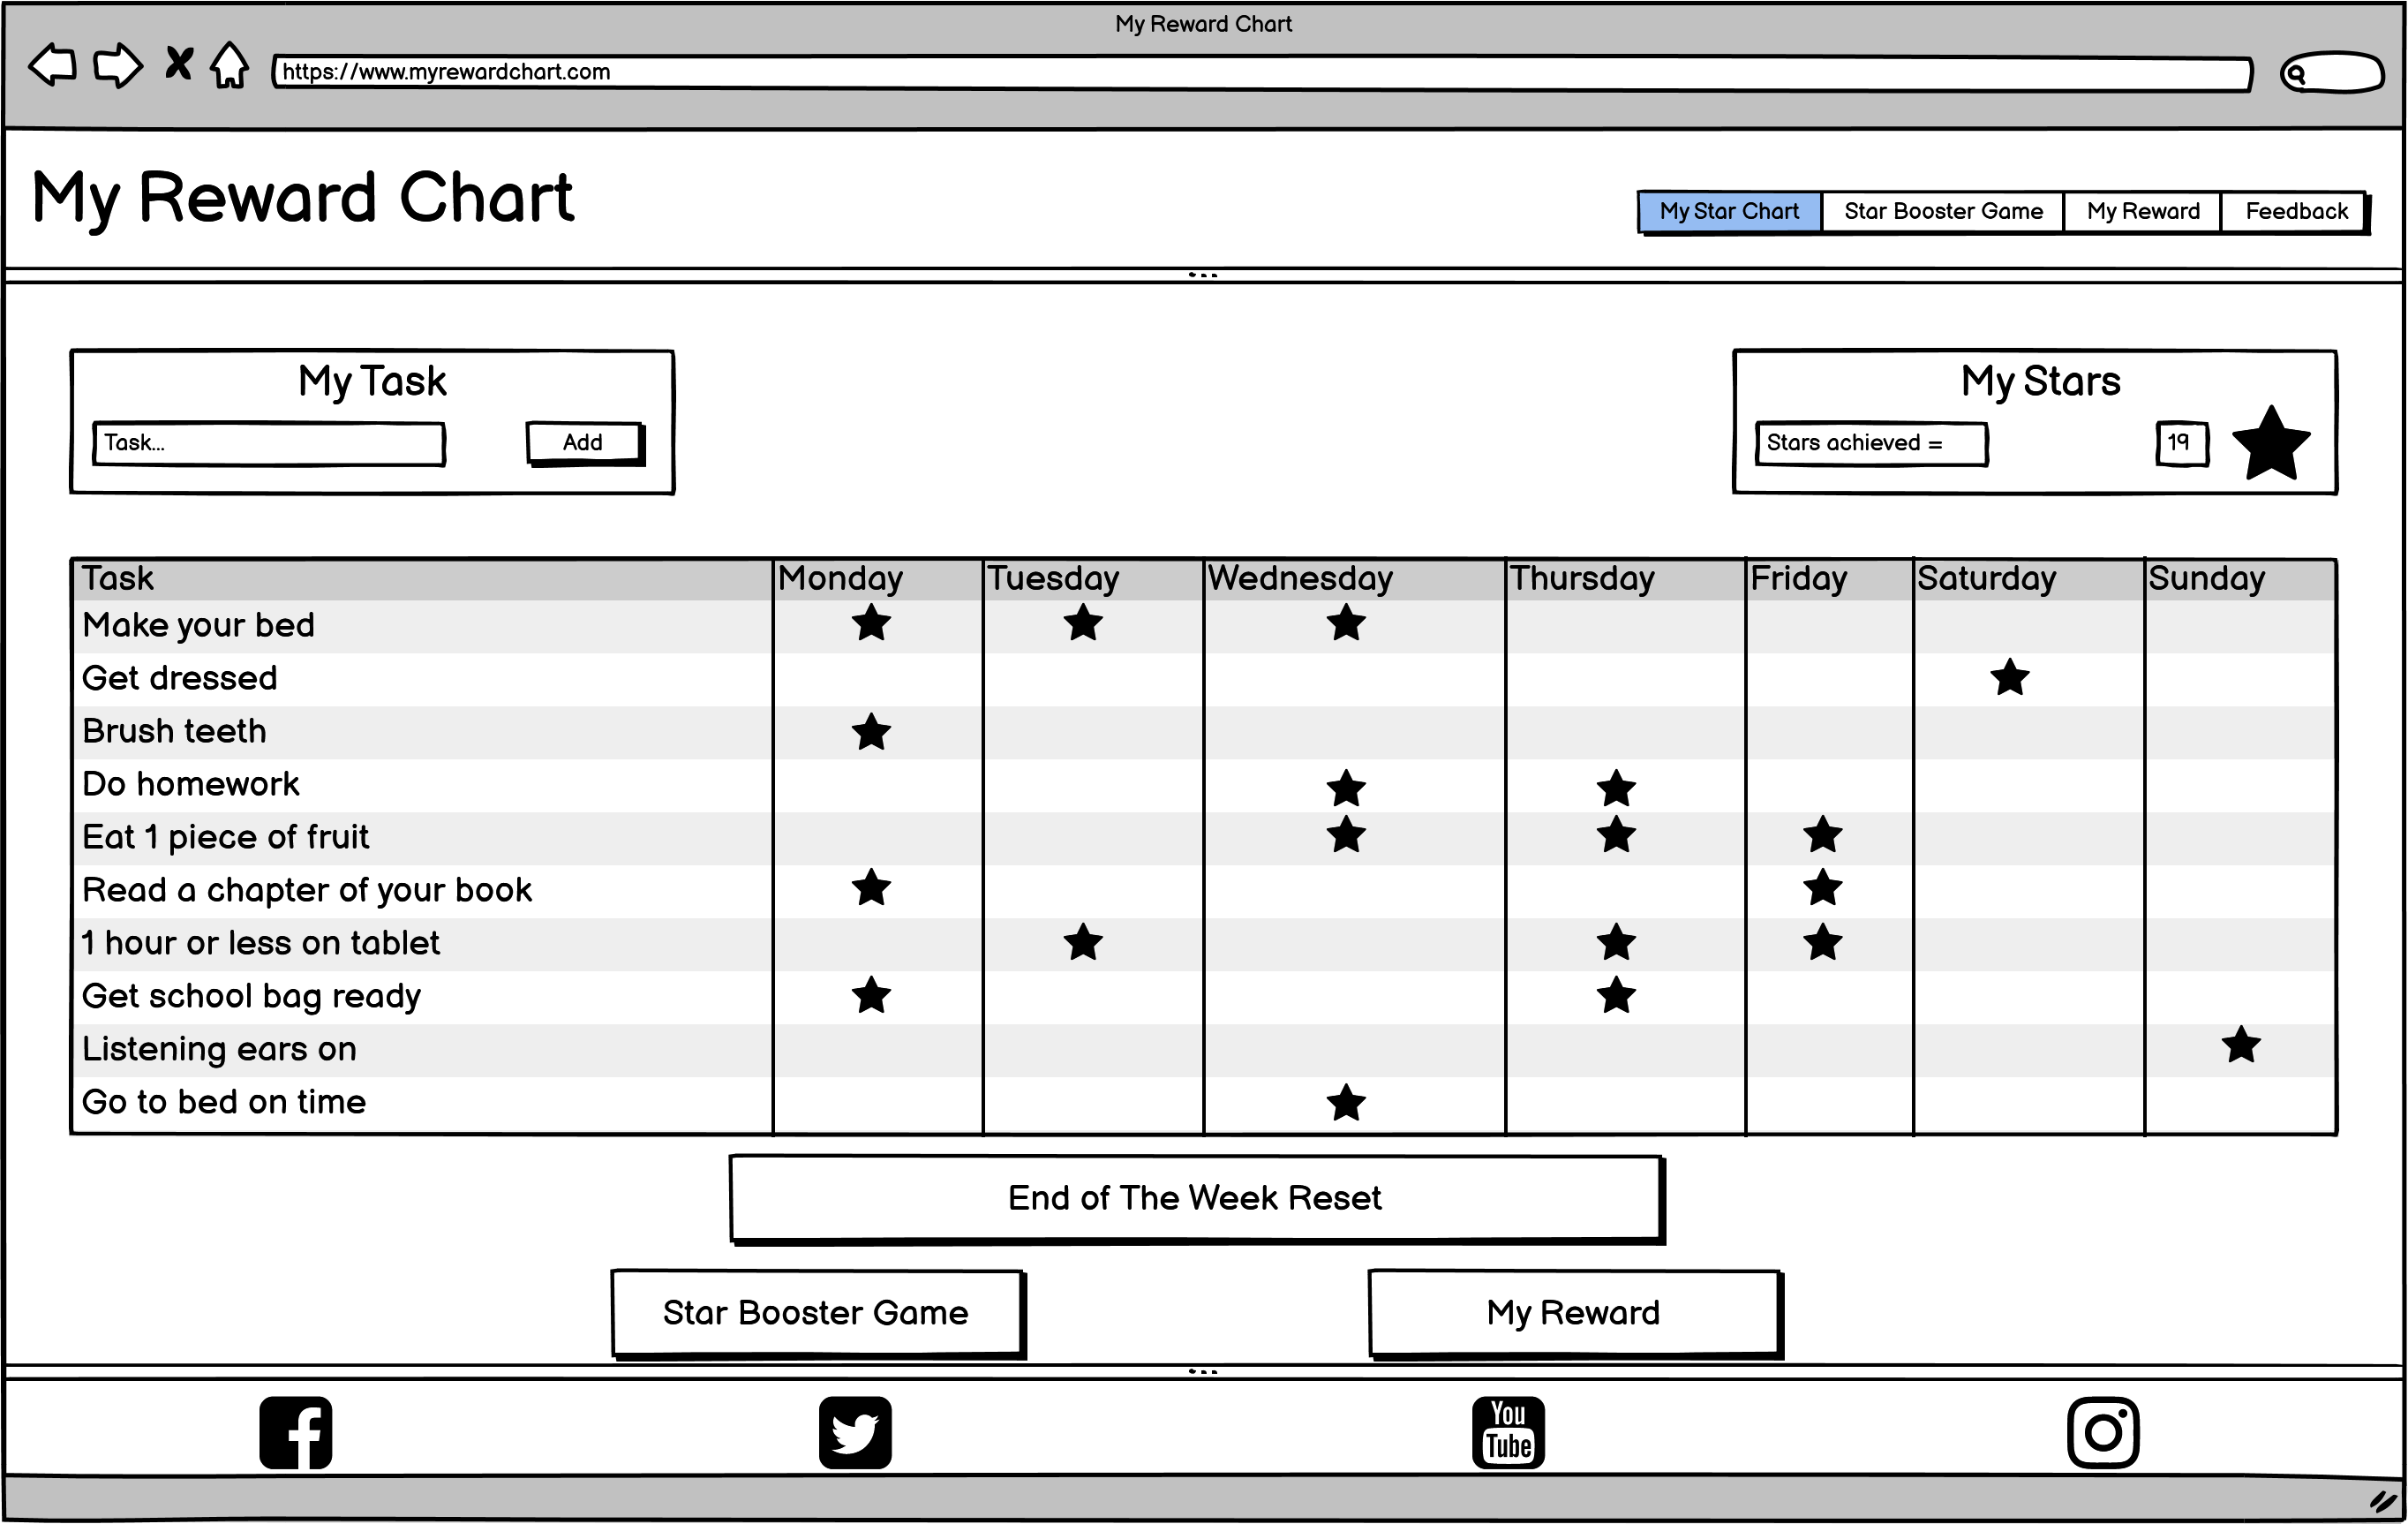 My Reward Chart
https://www.myrewardchart.com
My Reward Chart
My Star Chart Star Booster Game My Reward Feedback
My Task
Task... Add
My Stars
Stars achieved = 19
Task Monday Tuesday Wednesday Thursday Friday Saturday Sunday
Make your bed
Get dressed
Brush teeth
Do homework
Eat 1 piece of fruit
Read a chapter of your book
1 hour or less on tablet
Get school bag ready
Listening ears on
Go to bed on time
End of The Week Reset
Star Booster Game My Reward
You
Tube